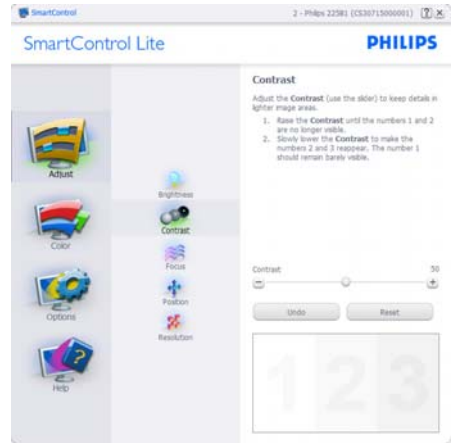 SmartControl
2 - Philips 225B1 (CS30715000001)
SmartControl Lite
PHILIPS
Adjust
Color
Options
Help
Brightness
Contrast
Focus
Position
Resolution
Contrast
Adjust the Contrast (use the slider) to keep details in
lighter image areas.
1. Raise the Contrast until the numbers 1 and 2
are no longer visible.
2. Slowly lower the Contrast to make the
numbers 2 and 3 reappear. The number 1
should remain barely visible.
Contrast
50
Undo
Reset
1 2 3